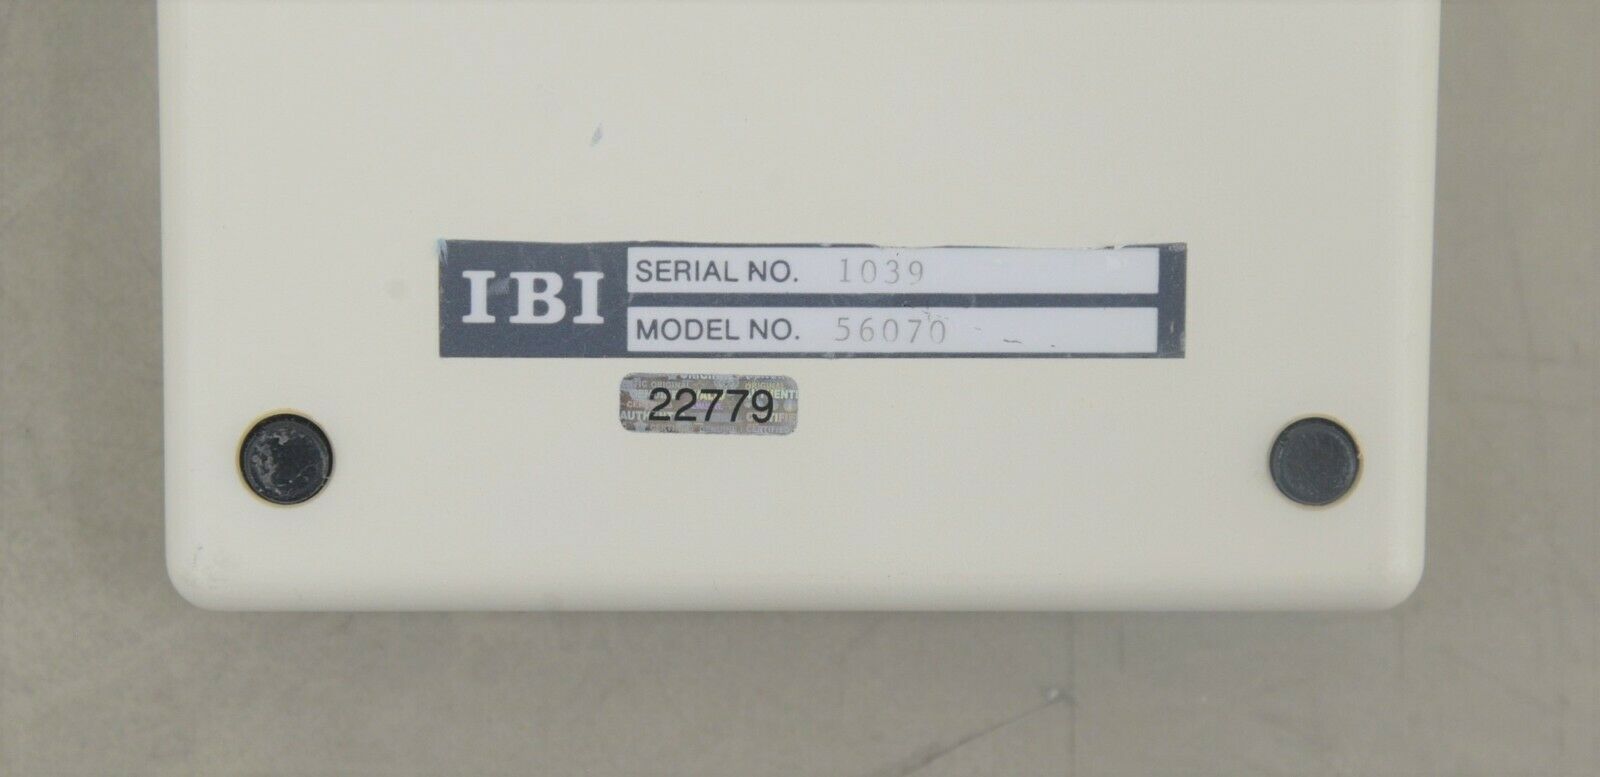 IBI
SERIAL NO. 1039
MODEL NO. 56070
22779